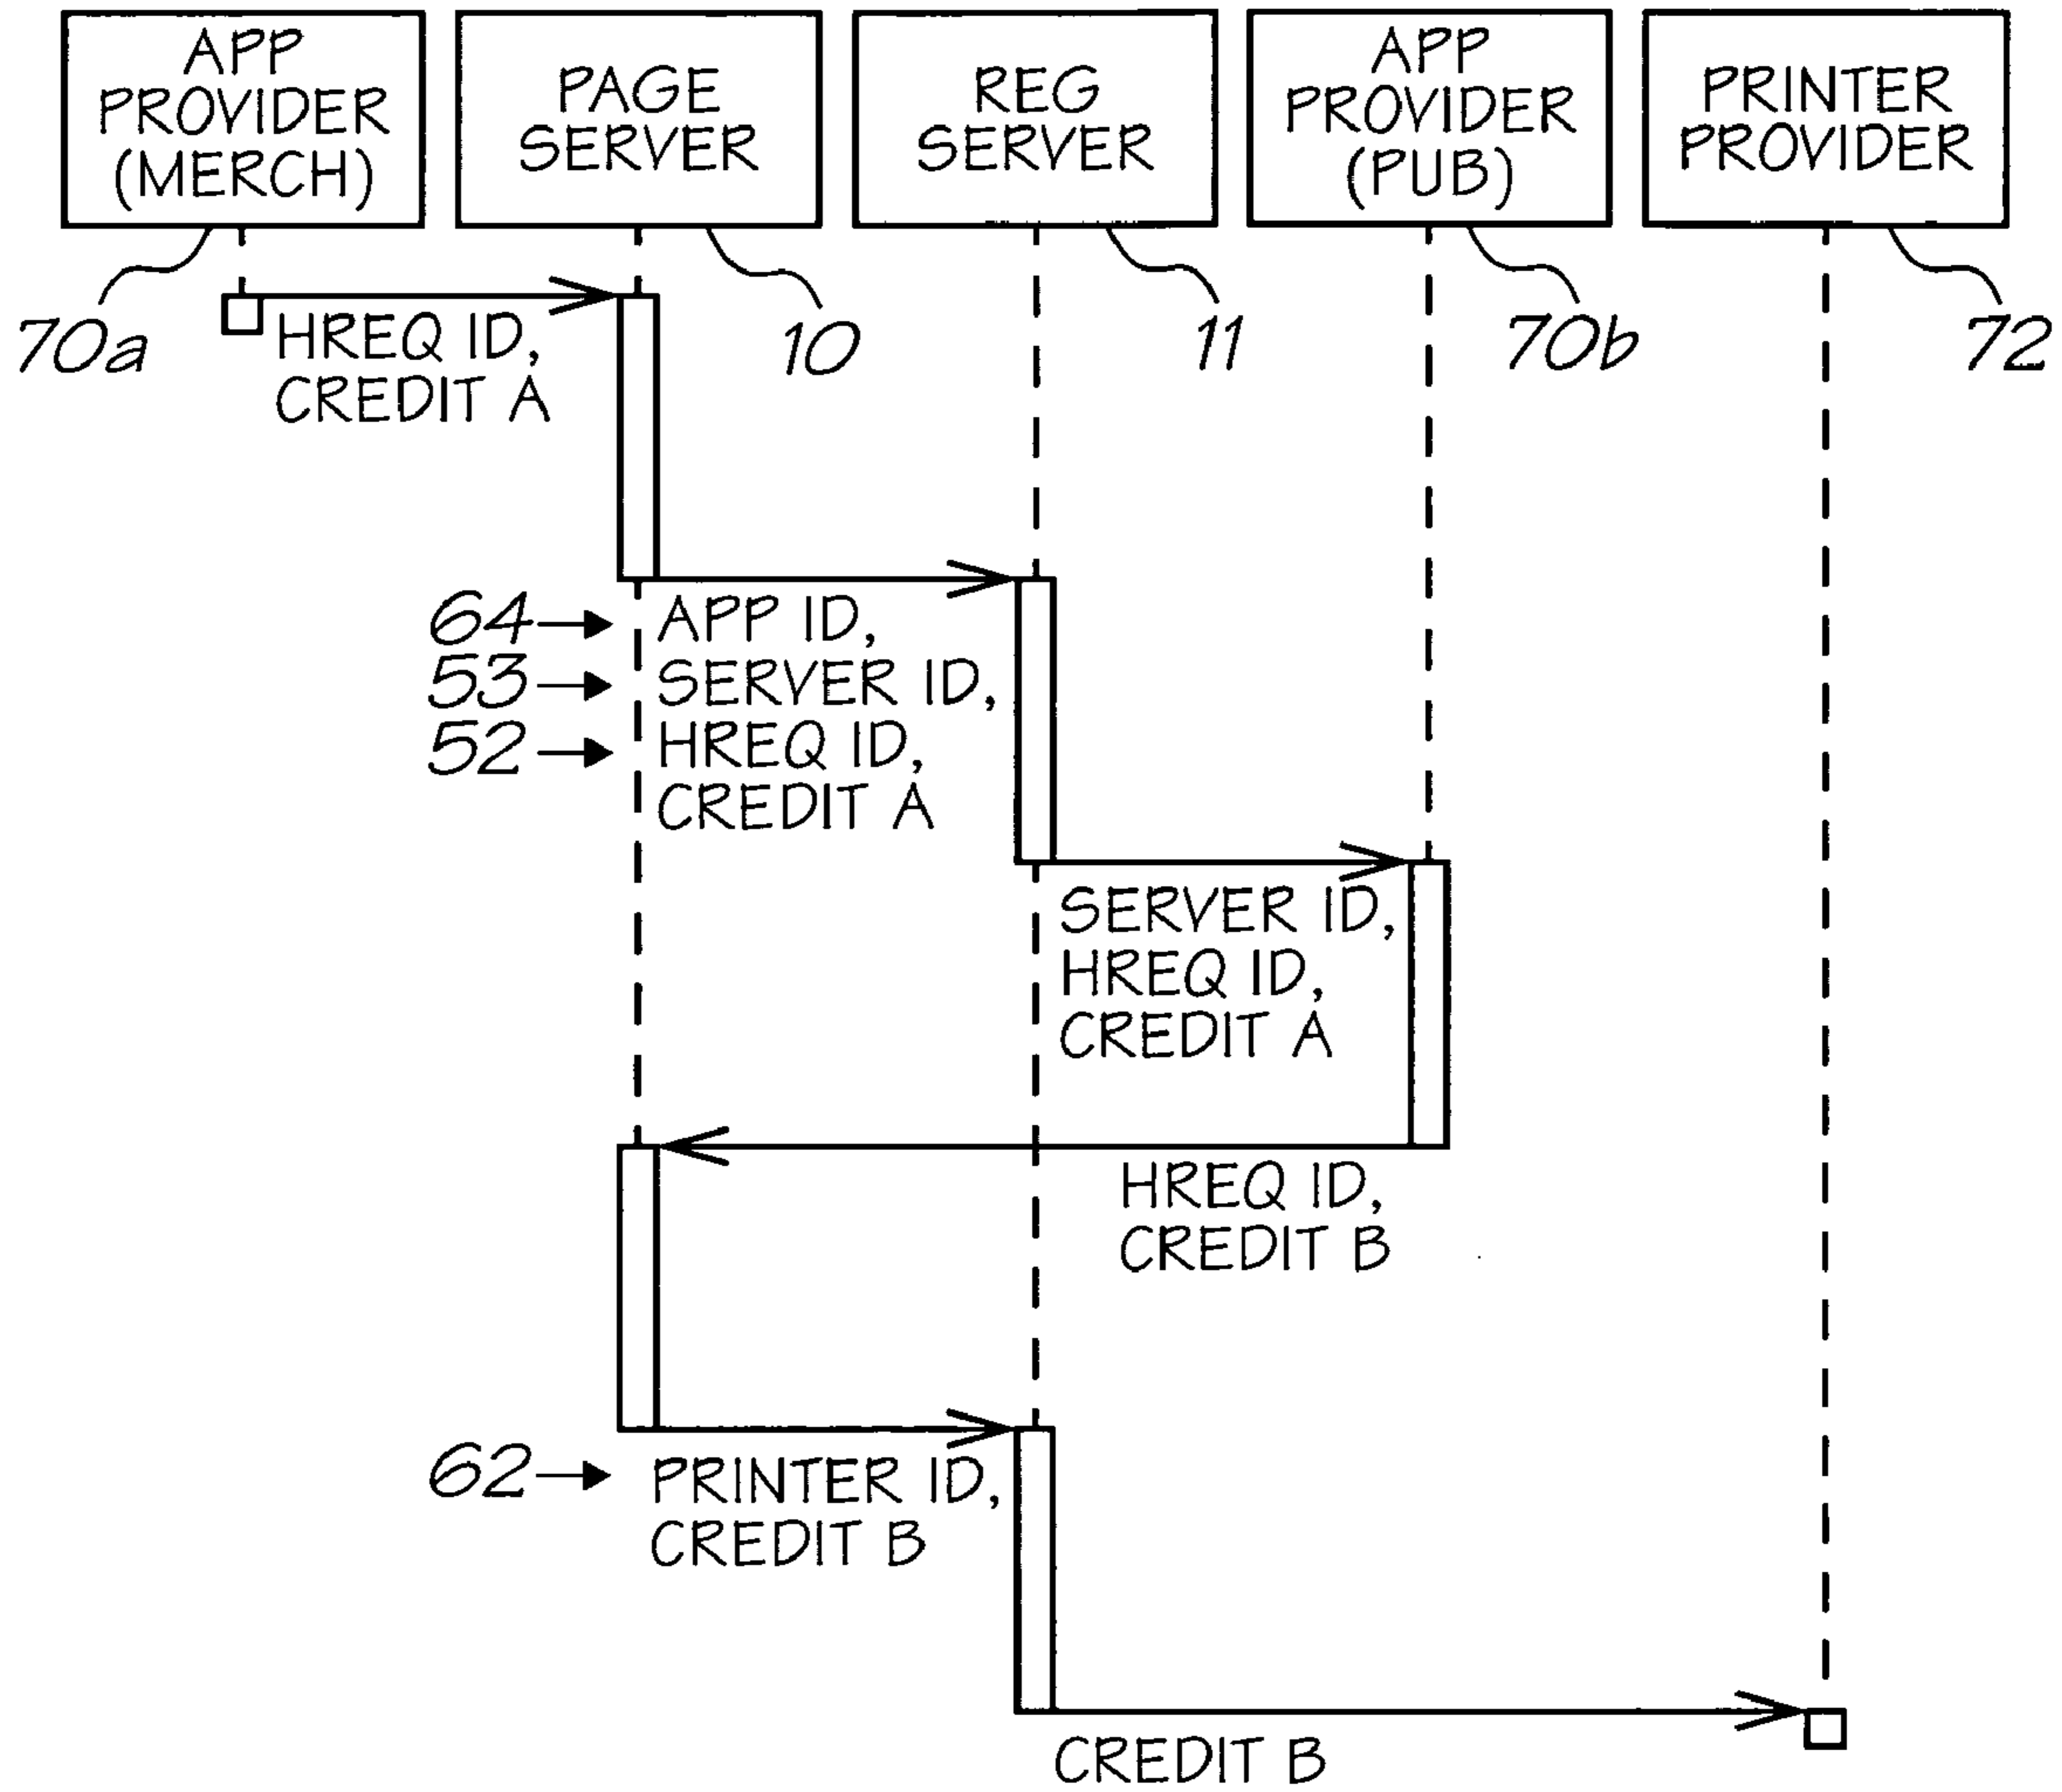 APP
PROVIDER
(MERCH)
PAGE
SERVER
REG
SERVER
APP
PROVIDER
(PUB)
PRINTER
PROVIDER
70a
10
11
70b
72
HREQ ID,
CREDIT A
64
APP ID,
53
SERVER ID,
52
HREQ ID,
CREDIT A
SERVER ID,
HREQ ID,
CREDIT A
HREQ ID,
CREDIT B
62
PRINTER ID,
CREDIT B
CREDIT B